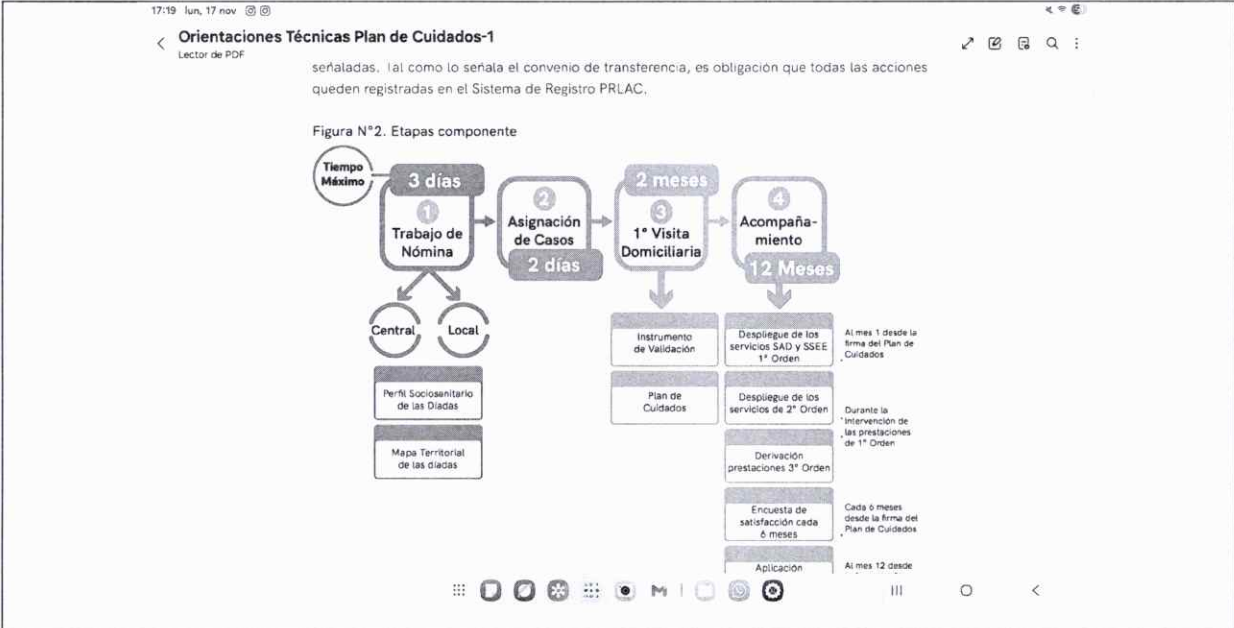 17:19 lun, 17 nov
Orientaciones Técnicas Plan de Cuidados-1
Lector de PDF
señaladas. Tal como lo señala el convenio de transferencia, es obligación que todas las acciones
queden registradas en el Sistema de Registro PRLAC.
Figura N°2. Etapas componente
Tiempo
Máximo
3 días
1
Trabajo de
Nómina
2
Asignación
de Casos
2 días
2 meses
3
1° Visita
Domiciliaria
4
Acompaña-
miento
12 Meses
Central
Local
Perfil Sociosanitario
de las Díadas
Mapa Territorial
de las díadas
Instrumento
de Validación
Plan de
Cuidados
Despliegue de los
servicios SAD y SSEE
1° Orden
Al mes 1 desde la
firma del Plan de
Cuidados
Despliegue de los
servicios de 2° Orden
Durante la
Intervención de
las prestaciones
de 1° Orden
Derivación
prestaciones 3° Orden
Encuesta de
satisfacción cada
6 meses
Cada 6 meses
desde la firma del
Plan de Cuidados
Aplicación
Al mes 12 desde